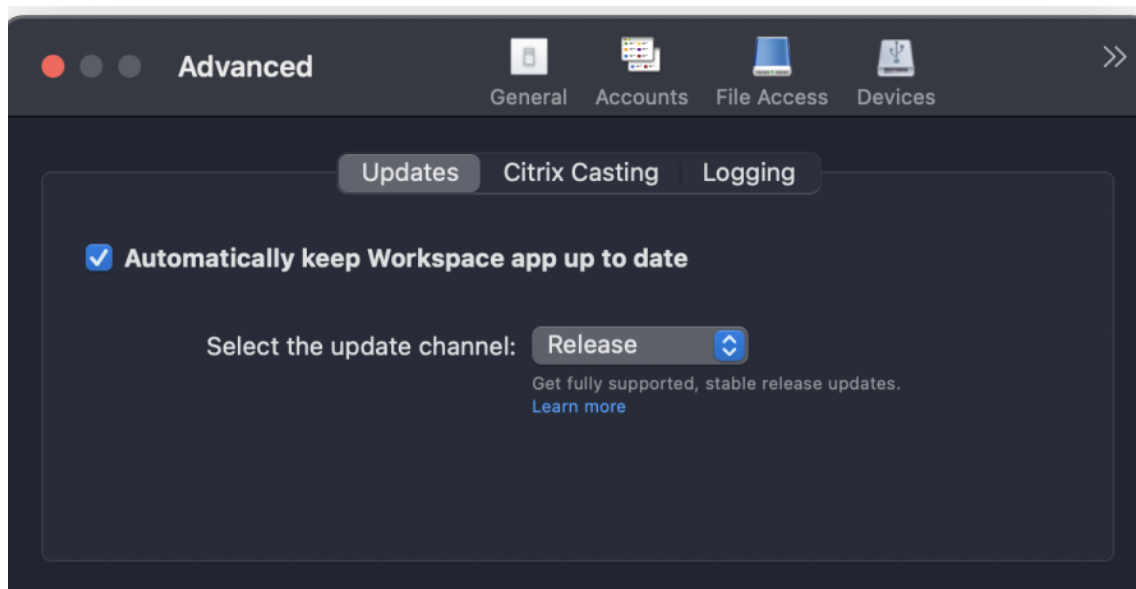 Advanced
General Accounts File Access Devices
Updates Citrix Casting Logging
Automatically keep Workspace app up to date
Select the update channel: Release
Get fully supported, stable release updates.
Learn more